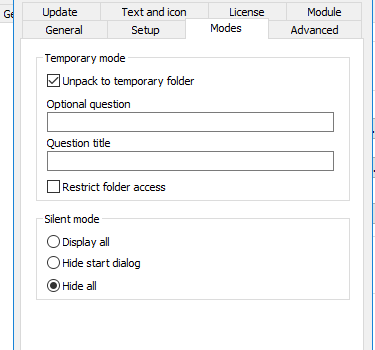 Ge
Update Text and icon License Module
General Setup Modes Advanced
Temporary mode
Unpack to temporary folder
Optional question
Question title
Restrict folder access
Silent mode
Display all
Hide start dialog
Hide all